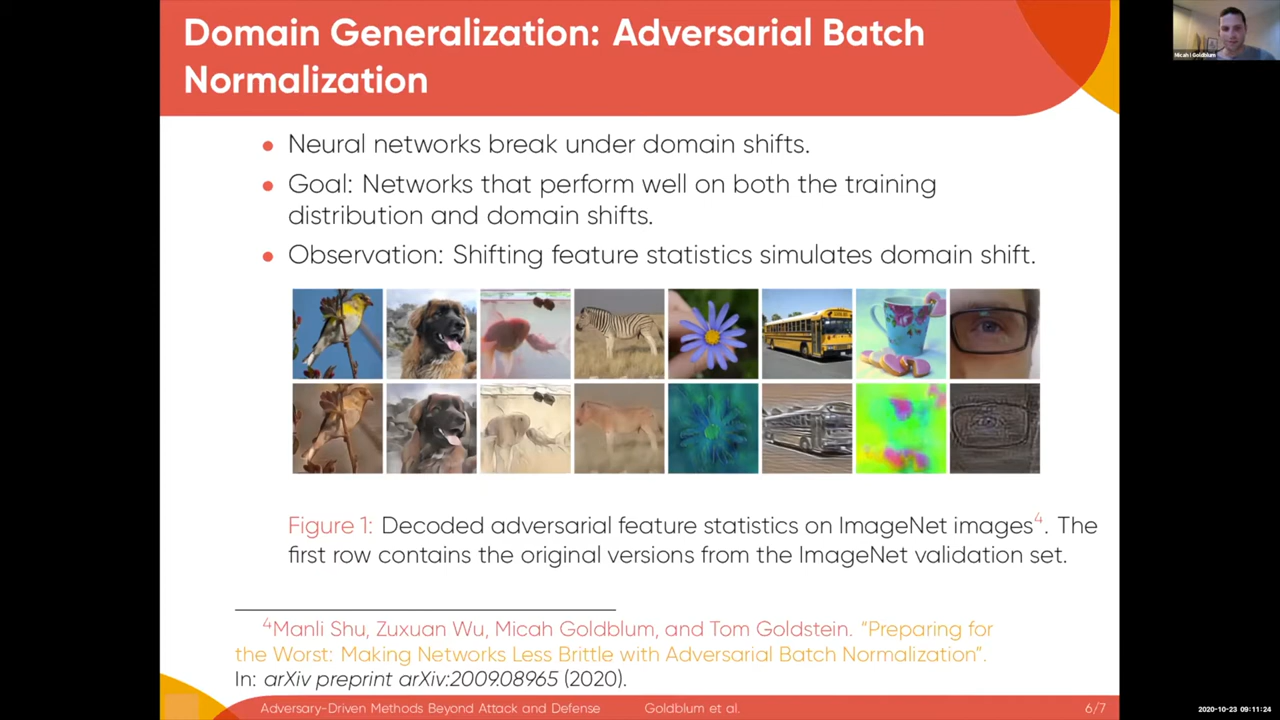 Domain Generalization: Adversarial Batch
Normalization
Micah I Goldblum
• Neural networks break under domain shifts.
• Goal: Networks that perform well on both the training
distribution and domain shifts.
• Observation: Shifting feature statistics simulates domain shift.
Figure 1: Decoded adversarial feature statistics on ImageNet images4. The
first row contains the original versions from the ImageNet validation set.
4Manli Shu, Zuxuan Wu, Micah Goldblum, and Tom Goldstein. “Preparing for
the Worst: Making Networks Less Brittle with Adversarial Batch Normalization”.
In: arXiv preprint arXiv:2009.08965 (2020).
Adversary-Driven Methods Beyond Attack and Defense Goldblum et al. 6/7
2020-10-23 09:11:24